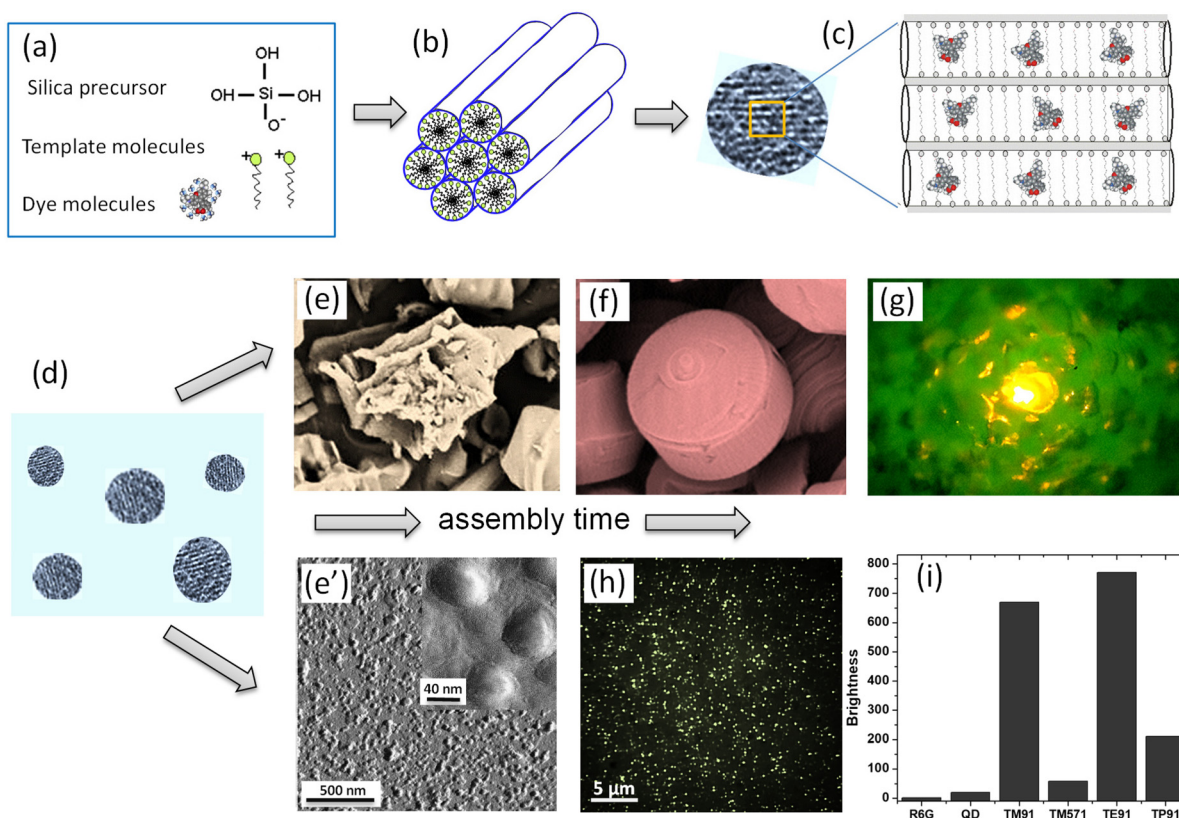 (a)
Silica precursor
OH
OH Si OH
O-
Template molecules
+ +
Dye molecules
(b)
(c)
(d)
(e)
(f)
(g)
assembly time
(e')
40 nm
500 nm
(h)
5 µm
(i)
Brightness
800
700
600
500
400
300
200
100
0
R6G QD TM91 TM571 TE91 TP91